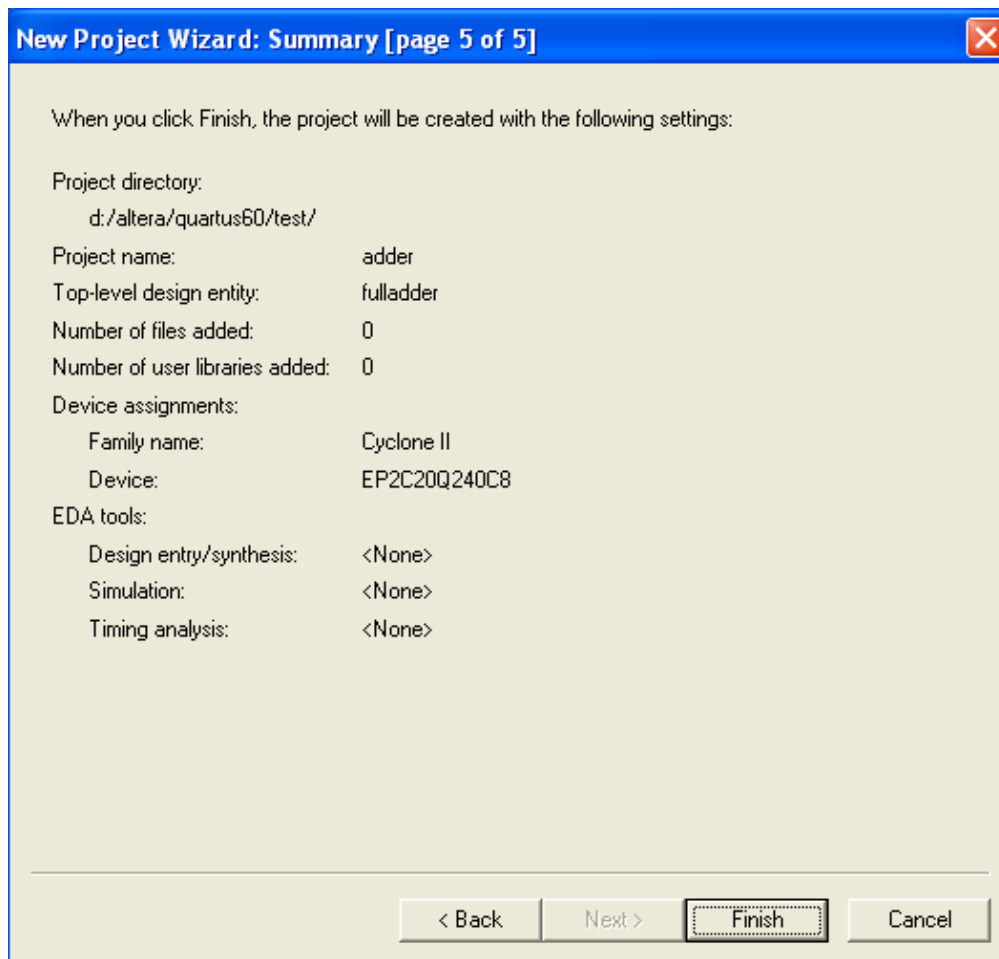 New Project Wizard: Summary [page 5 of 5]
When you click Finish, the project will be created with the following settings:
Project directory:
d:/altera/quartus60/test/
Project name: adder
Top-level design entity: fulladder
Number of files added: 0
Number of user libraries added: 0
Device assignments:
Family name: Cyclone II
Device: EP2C20Q240C8
EDA tools:
Design entry/synthesis: <None>
Simulation: <None>
Timing analysis: <None>
< Back Next > Finish Cancel